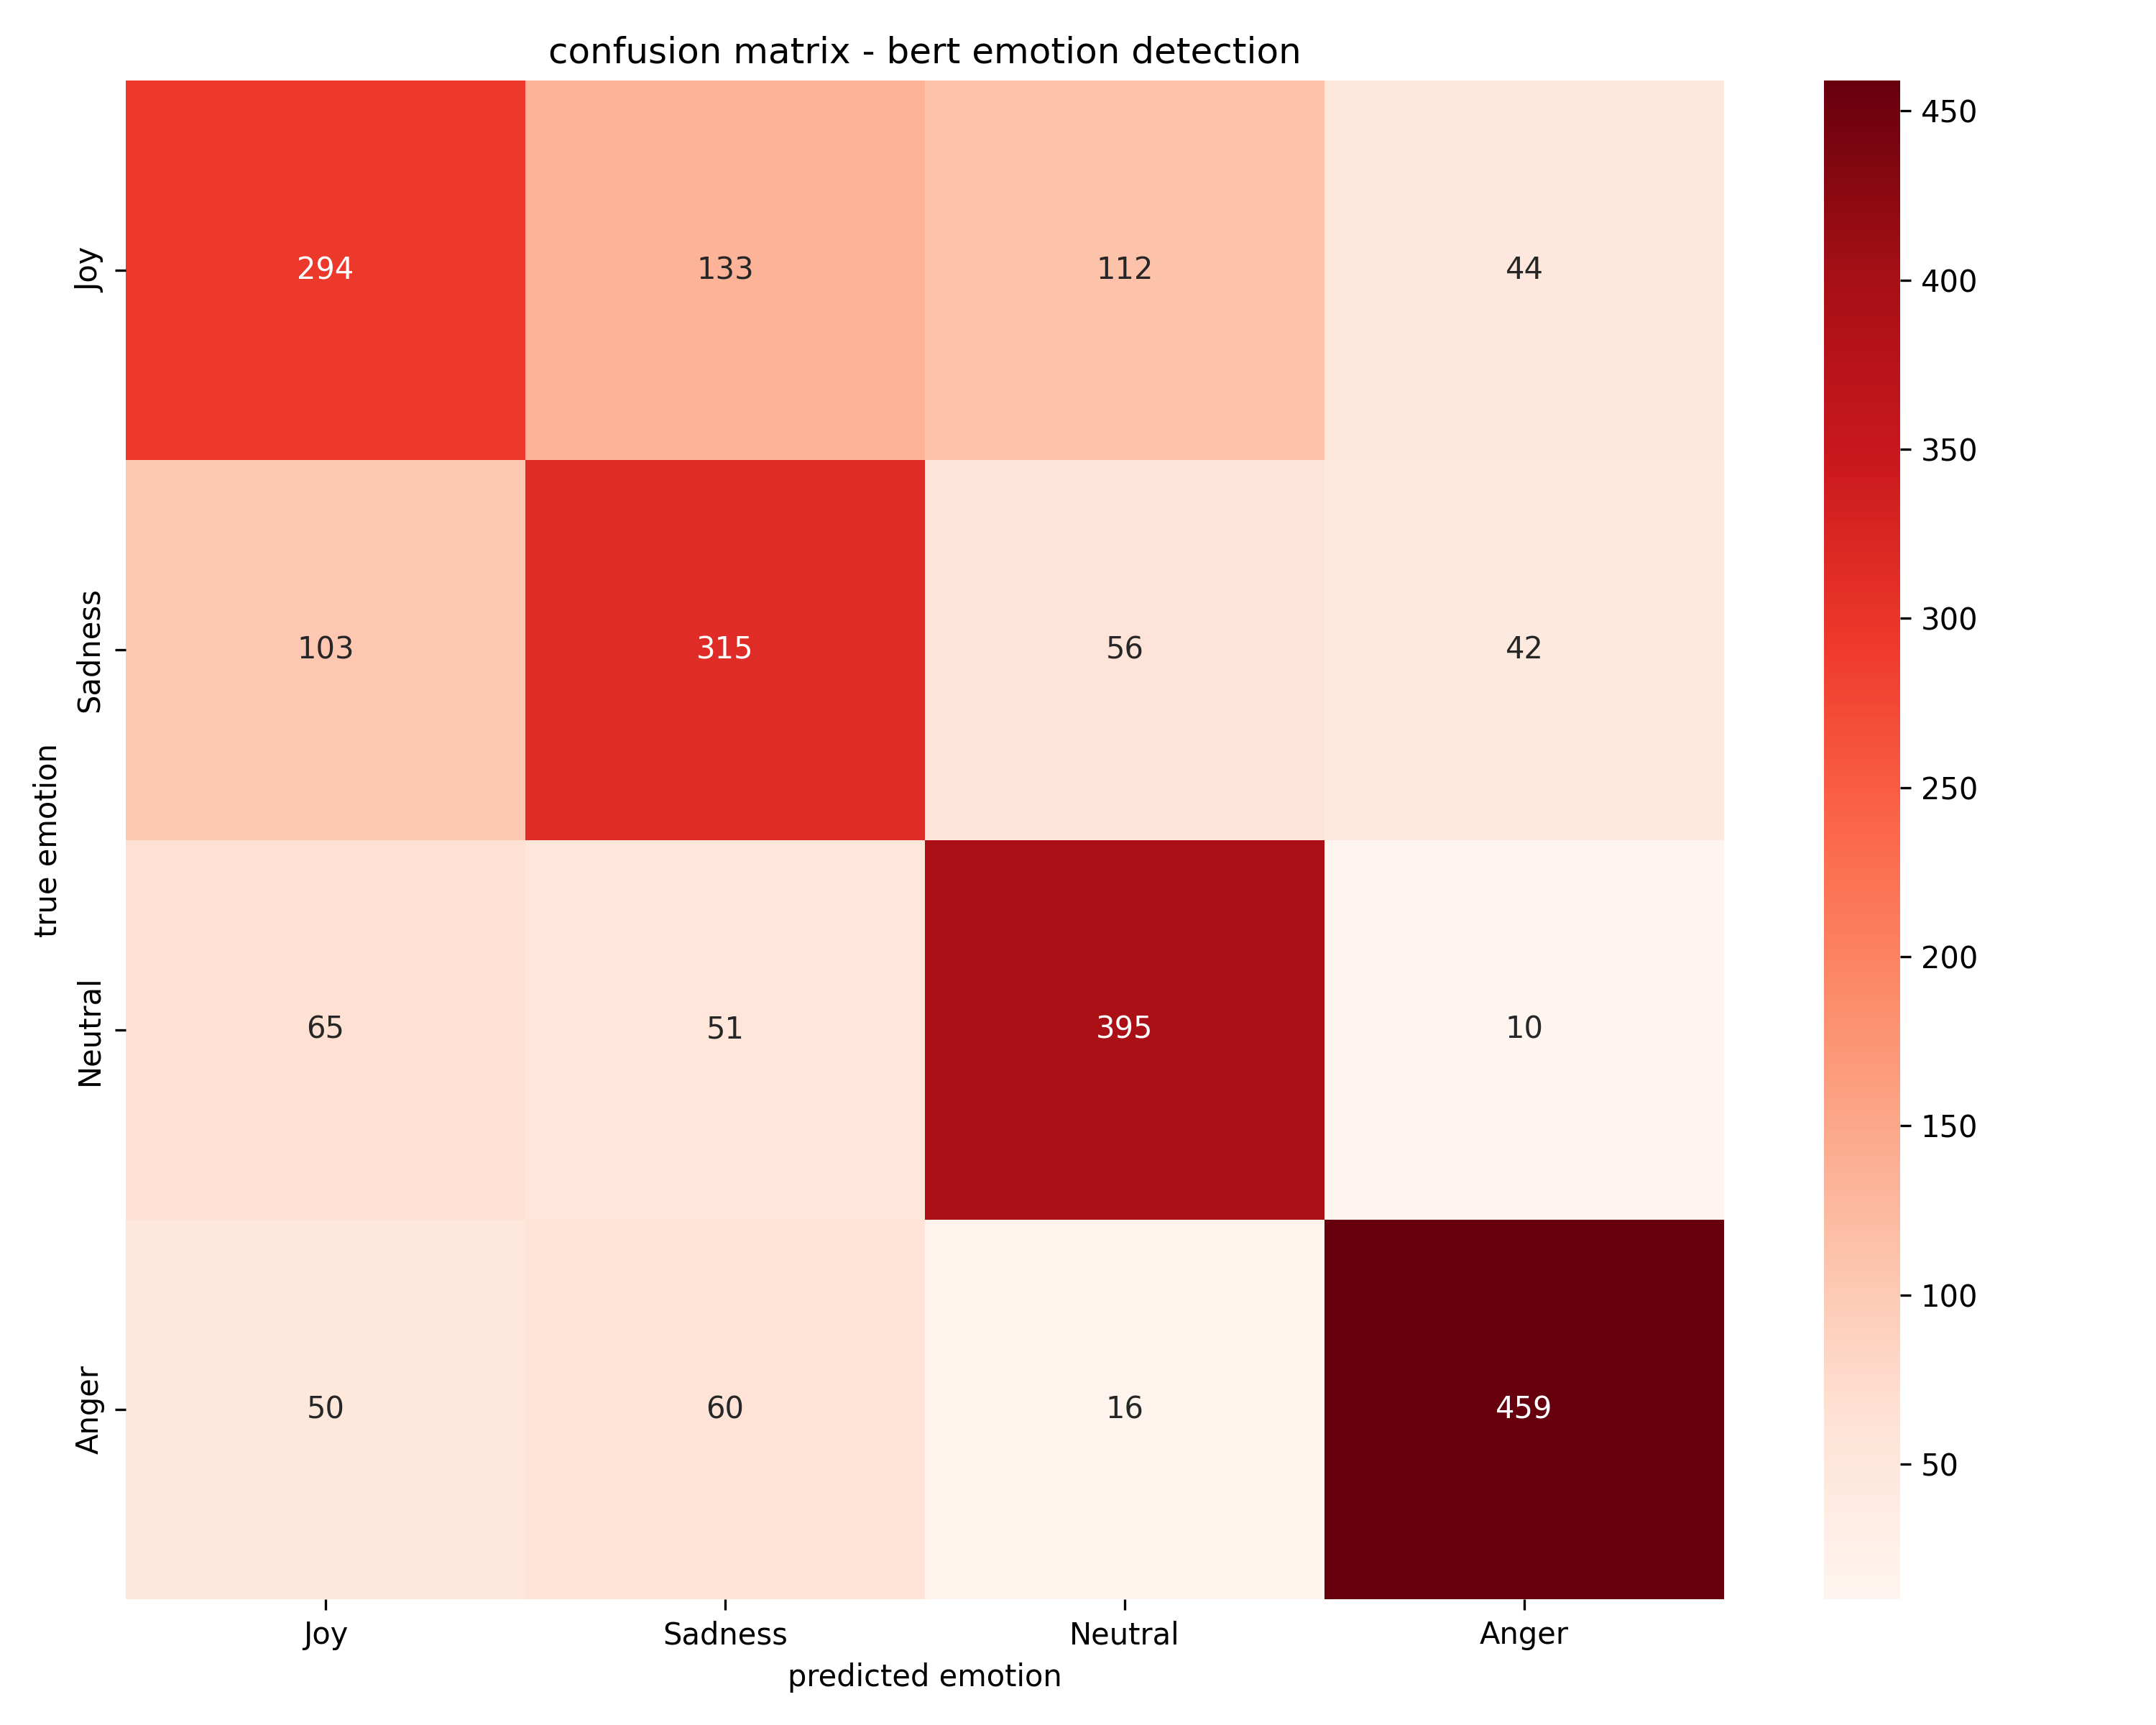 confusion matrix - bert emotion detection
true emotion
Joy 294 133 112 44
Sadness 103 315 56 42
Neutral 65 51 395 10
Anger 50 60 16 459
Joy Sadness Neutral Anger
predicted emotion
450
400
350
300
250
200
150
100
50